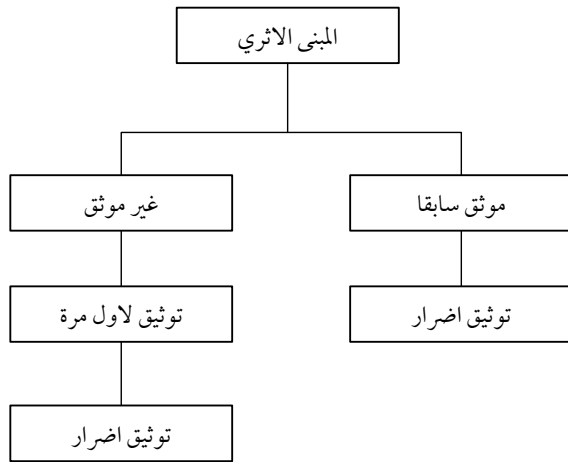 المبنى الاثري
موثق سابقا
غير موثق
توثيق اضرار
توثيق لاول مرة
توثيق اضرار